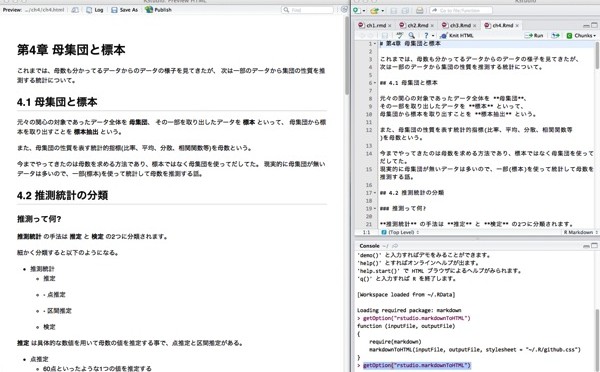 RStudio: Preview HTML
RStudio
Preview: ...s/ch4/ch4.html
Log
Save As
Publish
Find
Go to file/function
第4章 母集団と標本
これまでは、母数も分かってるデータからのデータの様子を見てきたが、 次は一部のデータから集団の性質を推
測する統計について。
4.1 母集団と標本
元々の関心の対象であったデータ全体を 母集団、 その一部を取り出したデータを 標本 といって、 母集団から標
本を取り出すことを 標本抽出 という。
また、母集団の性質を表す統計的指標(比率、平均、分散、相関関数等)を母数という。
今までやってきたのは母数を求める方法であり、標本ではなく母集団を使ってだしてた。 現実的に母集団が無い
データは多いので、一部(標本)を使って統計して母数を推測する話。
4.2 推測統計の分類
推測って何?
推測統計 の手法は 推定 と 検定 の2つに分類されます。
細かく分類すると以下のようになる。
推測統計
推定
- 点推定
- 区間推定
検定
推定 は具体的な数値を用いて母数の値を推定する事で、点推定と区間推定がある。
点推定
60点といったような1つの値を推定する
ch1.rmd
ch2.Rmd
ch3.Rmd
ch4.Rmd
Knit HTML
Run
Chunks
1 # 第4章 母集団と標本
2
3 これまでは、母数も分かってるデータからのデータの様子を見てきたが、
4 次は一部のデータから集団の性質を推測する統計について。
5
6 ## 4.1 母集団と標本
7
8 元々の関心の対象であったデータ全体を **母集団**、
9 その一部を取り出したデータを **標本** といって、
10 母集団から標本を取り出すことを **標本抽出** という。
11
12 また、母集団の性質を表す統計的指標(比率、平均、分散、相関関数等
)を母数という。
13
14 今までやってきたのは母数を求める方法であり、標本ではなく母集団を使って
だしてた。
15 現実的に母集団が無いデータは多いので、一部(標本)を使って統計して母数を
推測する話。
16
17 ## 4.2 推測統計の分類
18
19 ### 推測って何?
20
21 **推測統計** の手法は **推定** と **検定** の2つに分類されます。
1:1
(Top Level)
R Markdown
Console ~/
'demo()' と入力すればデモをみることができます。
'help()' とすればオンラインヘルプが出ます。
'help.start()' で HTML ブラウザによるヘルプがみられます。
'q()' と入力すれば R を終了します。
[Workspace loaded from ~/.RData]
Loading required package: markdown
> getOption("rstudio.markdownToHTML")
function (inputFile, outputFile)
{
require(markdown)
markdownToHTML(inputFile, outputFile, stylesheet = "~/.R/github.css")
}
> getOption("rstudio.markdownToHTML")